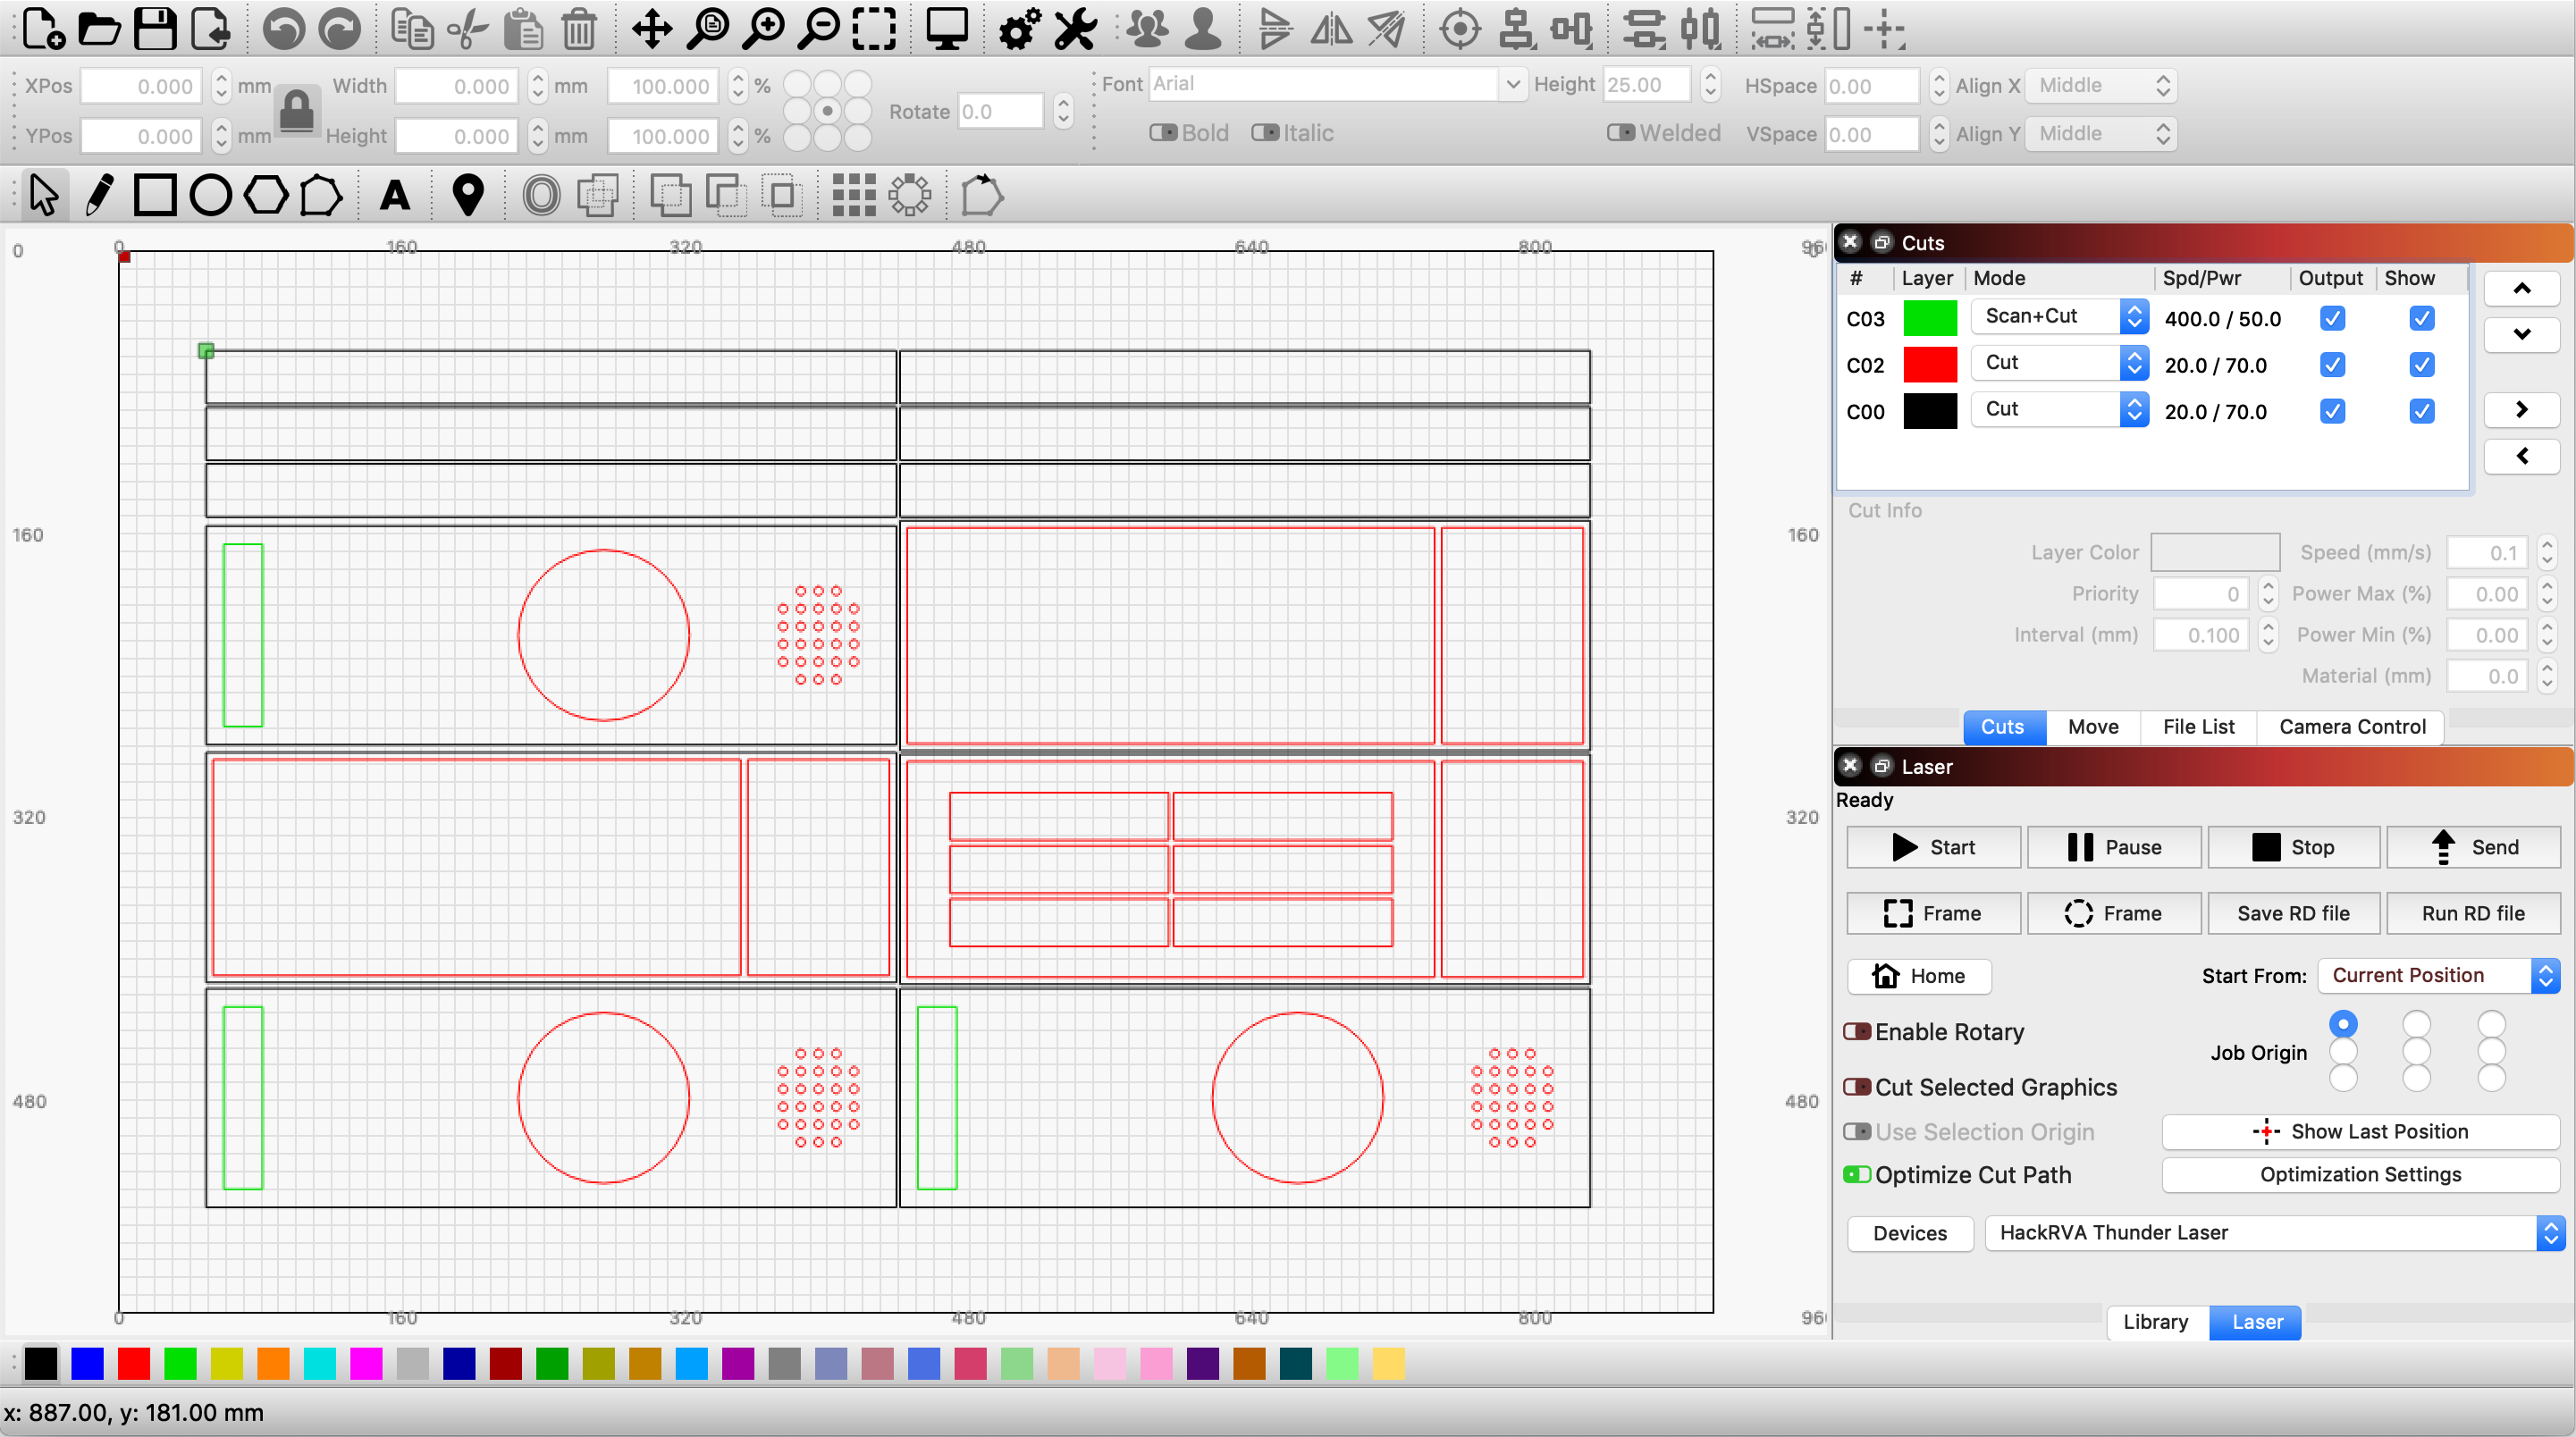 XPos 0.000 mm Width 0.000 mm 100.000 % Rotate 0.0 Font Arial Height 25.00 HSpace 0.00 Align X Middle
YPos 0.000 mm Height 0.000 mm 100.000 % Bold Italic Welded VSpace 0.00 Align Y Middle
A
0 160 320 480 640 800
0
160 160
320 320
480 480
0 160 320 480 640 800
Cuts
# Layer Mode Spd/Pwr Output Show
C03 Scan+Cut 400.0 / 50.0
C02 Cut 20.0 / 70.0
C00 Cut 20.0 / 70.0
Cut Info
Layer Color Speed (mm/s) 0.1
Priority 0 Power Max (%) 0.00
Interval (mm) 0.100 Power Min (%) 0.00
Material (mm) 0.0
Cuts Move File List Camera Control
Laser
Ready
Start Pause Stop Send
Frame Frame Save RD file Run RD file
Home Start From: Current Position
Enable Rotary
Job Origin
Cut Selected Graphics
Use Selection Origin Show Last Position
Optimize Cut Path Optimization Settings
Devices HackRVA Thunder Laser
Library Laser
x: 887.00, y: 181.00 mm